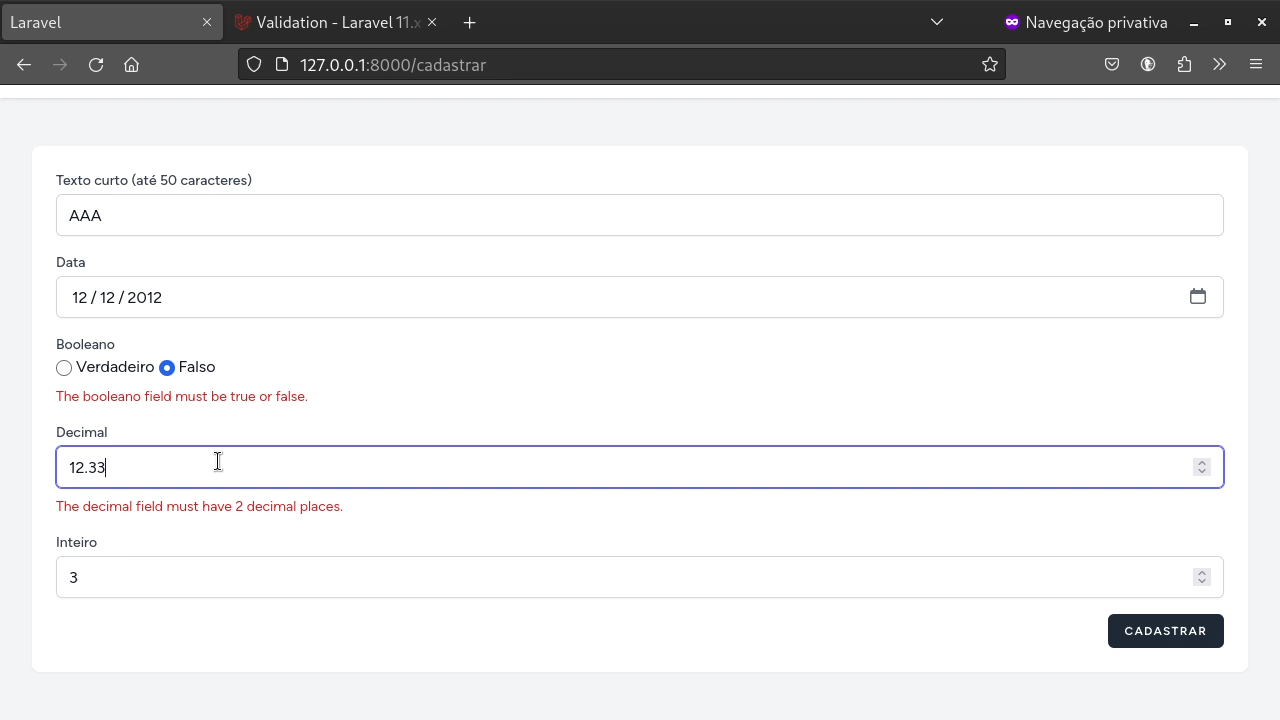 Laravel
Validation - Laravel 11.x
Navegação privativa
127.0.0.1:8000/cadastrar
Texto curto (até 50 caracteres)
AAA
Data
12 / 12 / 2012
Booleano
Verdadeiro Falso
The booleano field must be true or false.
Decimal
12.33
The decimal field must have 2 decimal places.
Inteiro
3
CADASTRAR